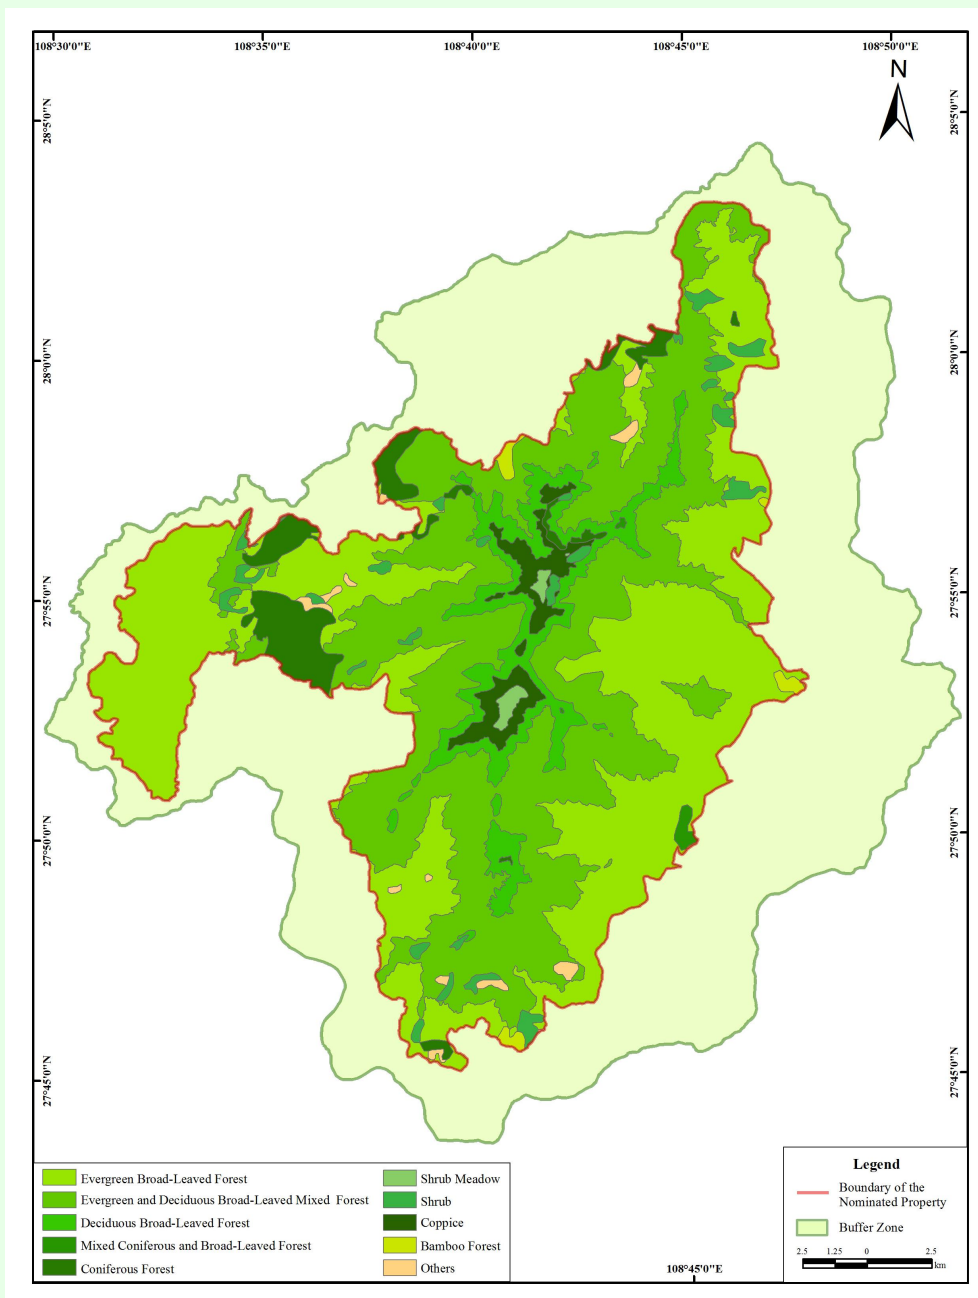 108°30'0"E 108°35'0"E 108°40'0"E 108°45'0"E 108°50'0"E
N
28°5'0"N 28°5'0"N
28°0'0"N 28°0'0"N
27°55'0"N 27°55'0"N
27°50'0"N 27°50'0"N
27°45'0"N 27°45'0"N
Evergreen Broad-Leaved Forest
Evergreen and Deciduous Broad-Leaved Mixed Forest
Deciduous Broad-Leaved Forest
Mixed Coniferous and Broad-Leaved Forest
Coniferous Forest
Shrub Meadow
Shrub
Coppice
Bamboo Forest
Others
108°45'0"E
Legend
Boundary of the
Nominated Property
Buffer Zone
2.5 1.25 0 2.5
km